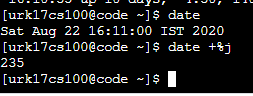 [urk17cs100@code ~]$ date
Sat Aug 22 16:11:00 IST 2020
[urk17cs100@code ~]$ date +%j
235
[urk17cs100@code ~]$